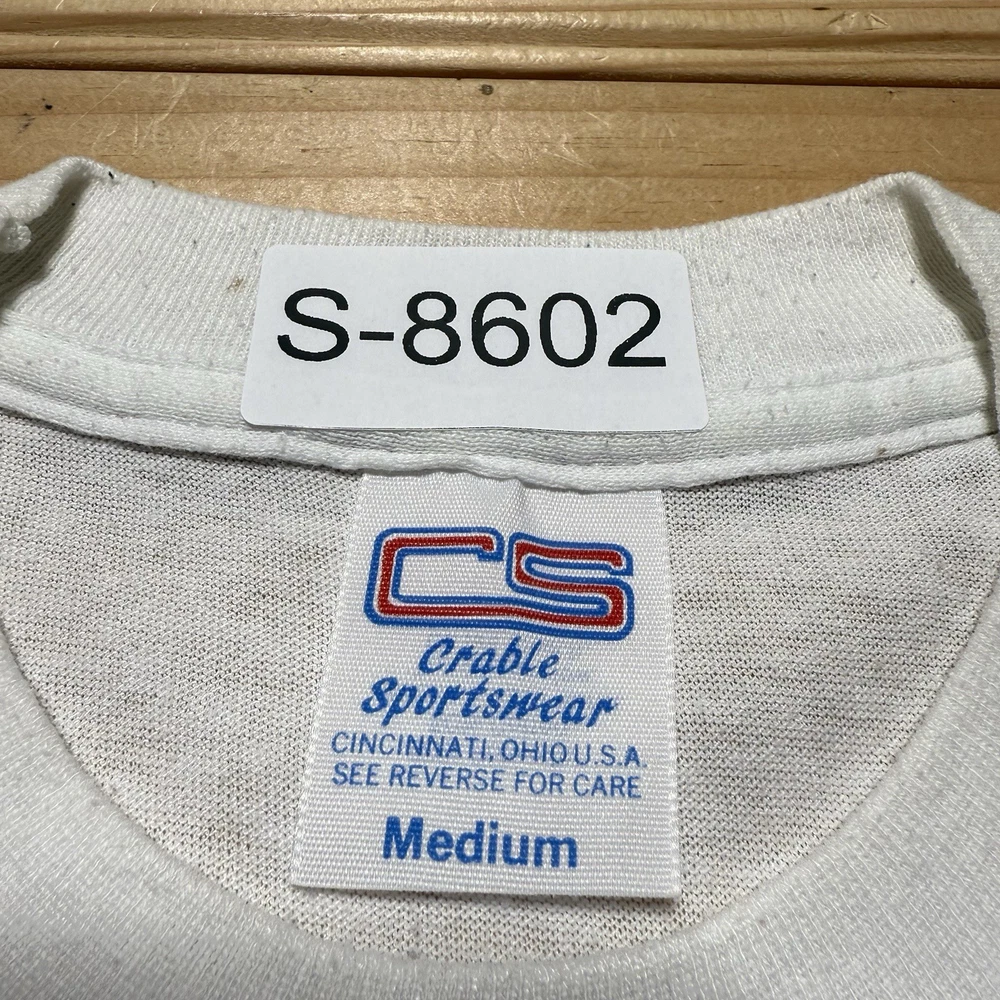 S-8602
CS
Crable
Sportswear
CINCINNATI, OHIO U.S.A.
SEE REVERSE FOR CARE
Medium